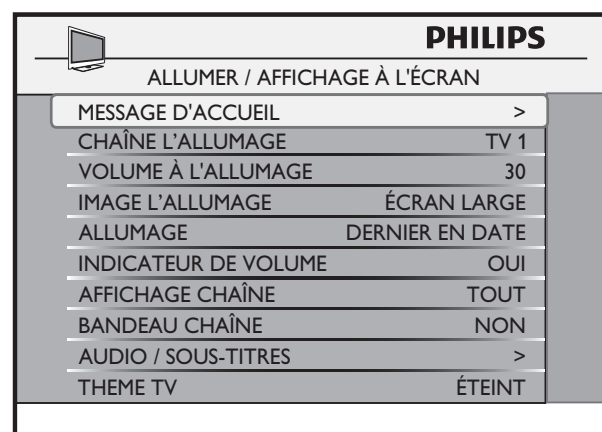 PHILIPS
ALLUMER / AFFICHAGE À L'ÉCRAN
MESSAGE D'ACCUEIL >
CHAÎNE L’ALLUMAGE TV 1
VOLUME À L'ALLUMAGE 30
IMAGE L’ALLUMAGE ÉCRAN LARGE
ALLUMAGE DERNIER EN DATE
INDICATEUR DE VOLUME OUI
AFFICHAGE CHAÎNE TOUT
BANDEAU CHAÎNE NON
AUDIO / SOUS-TITRES >
THEME TV ÉTEINT